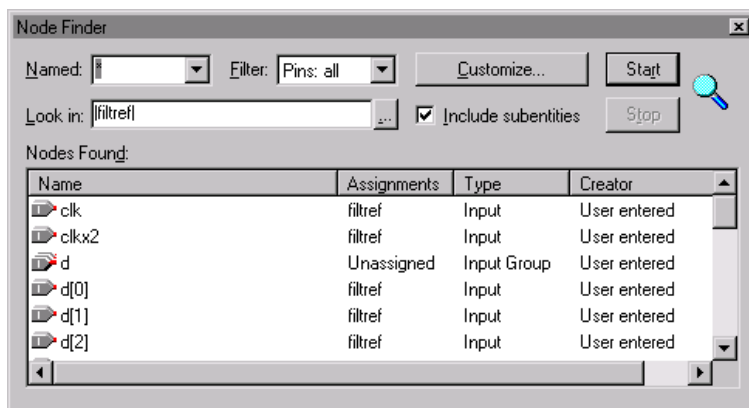 Node Finder
Named: * Filter: Pins: all Customize... Start
Look in: |filtref| ... Include subentities Stop
Nodes Found:
Name Assignments Type Creator
clk filtref Input User entered
clkx2 filtref Input User entered
d Unassigned Input Group User entered
d[0] filtref Input User entered
d[1] filtref Input User entered
d[2] filtref Input User entered